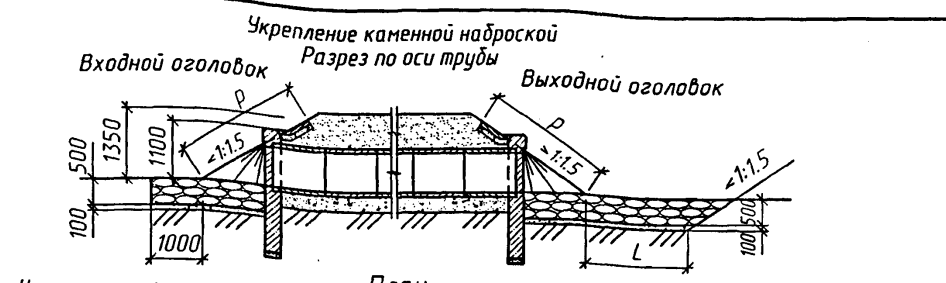 Укрепление каменной наброской
Разрез по оси трубы
Входной оголовок
Выходной оголовок
P
P
1350
1100
500
100
<1:1.5
>1:1.5
<1:1.5
500
100
1000
L